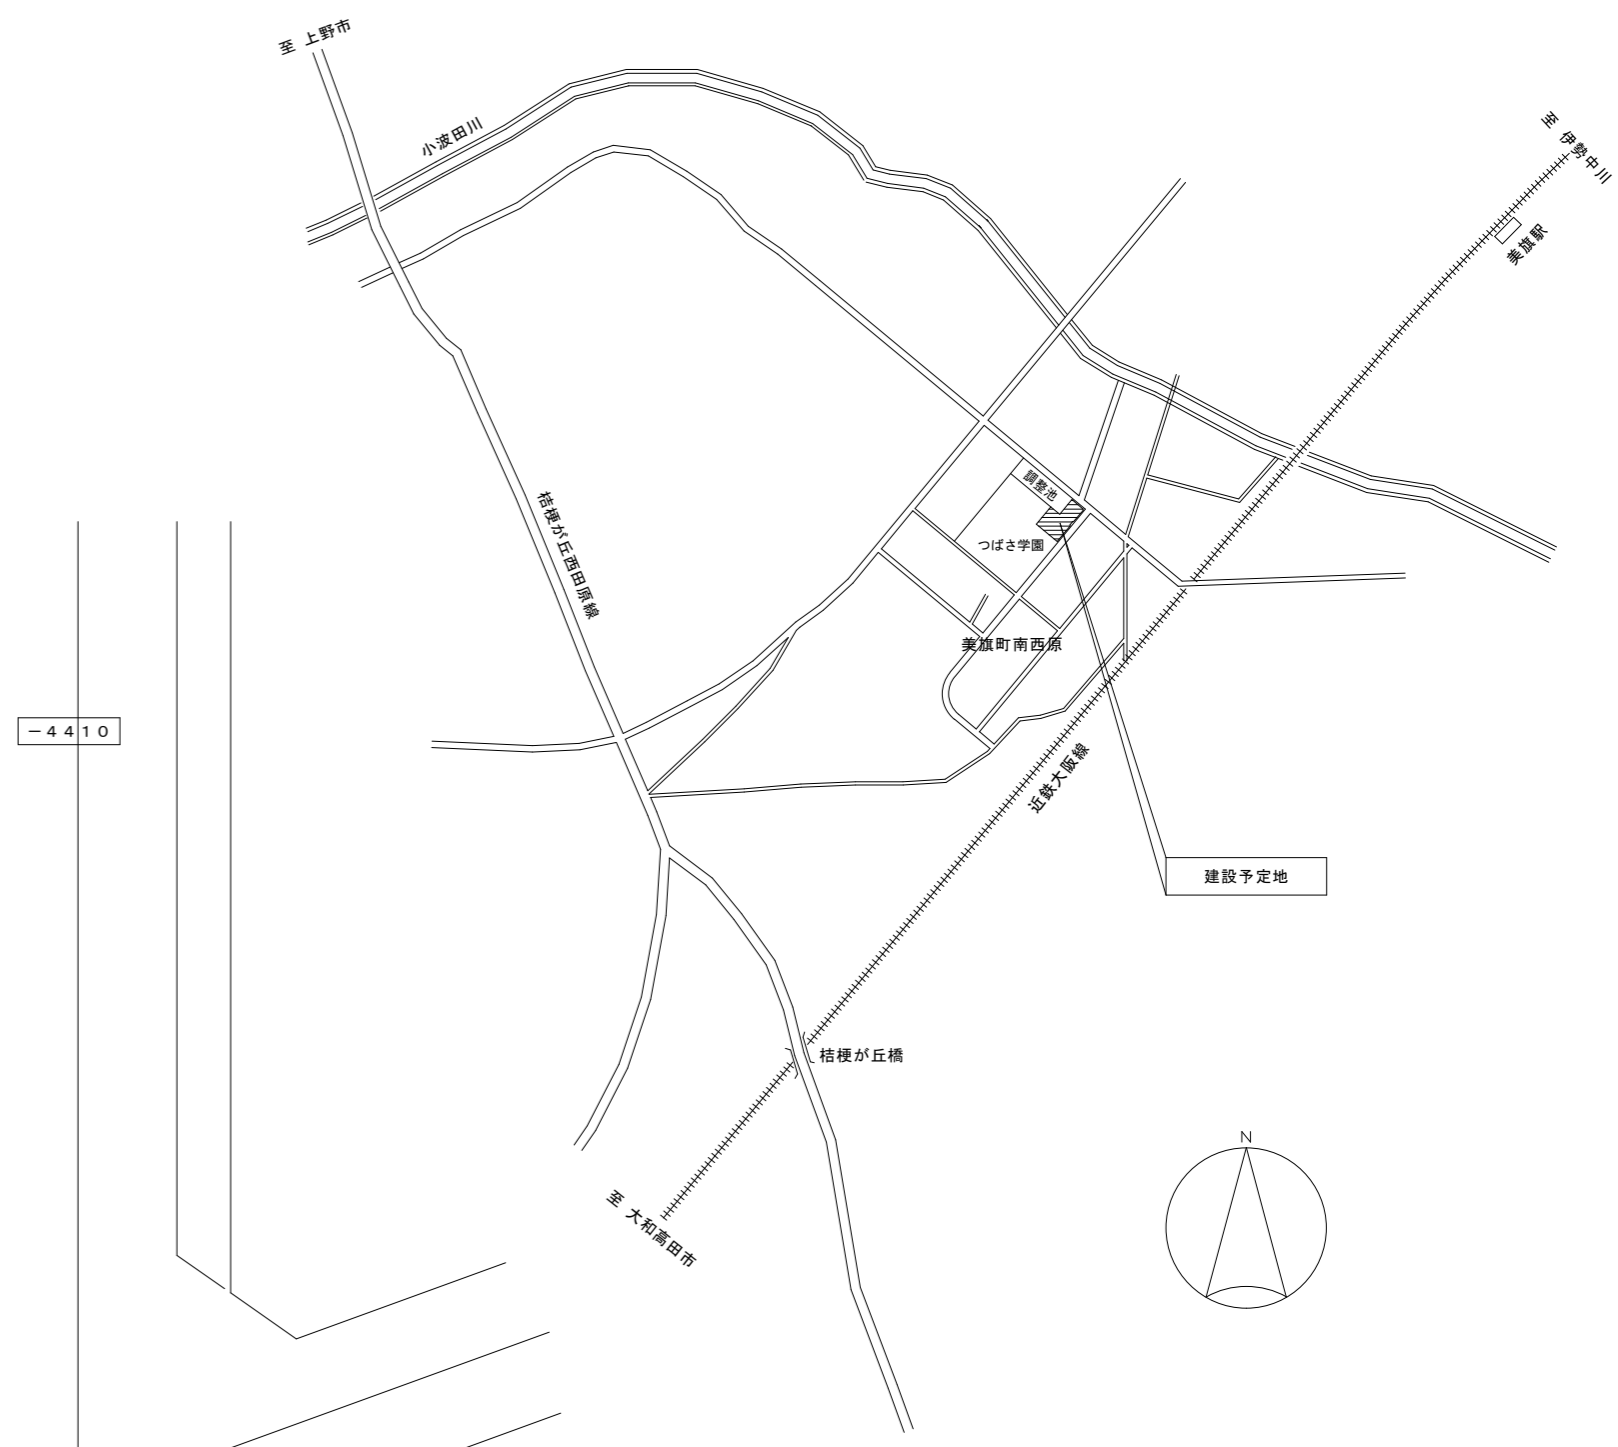 至 上野市
小波田川
至 伊勢中川
美旗駅
桔梗が丘西田原線
調整池
つばさ学園
美旗町南西原
－４４１０
近鉄大阪線
建設予定地
桔梗が丘橋
N
至 大和高田市